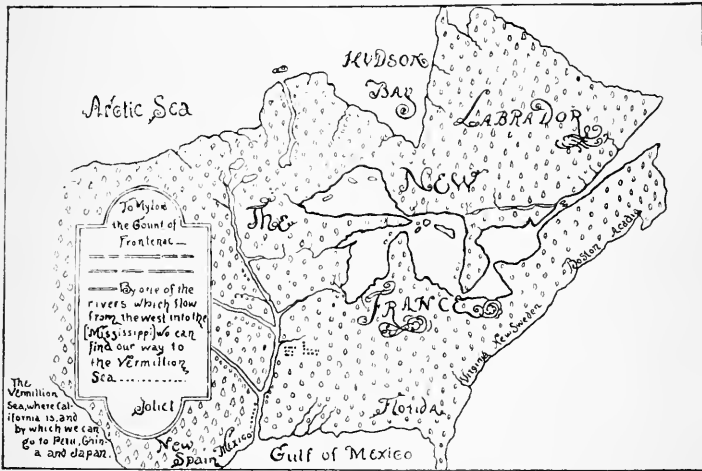 HVDSON
BAY
Arctic Sea
LABRADOR
NEW
The
FRANCE
To Mylord
the Count of
Frontenac
By one of the
rivers which flow
from the west into the
[Mississippi] we can
find our way to
the Vermillion
Sea..........
Joliet
Boston Acadia
New Sweden
Virginia
Florida
The
Vermillion
Sea, where Cal-
ifornia is, and
by which we can
go to Peru, Chin-
a and Japan.
New
Spain
Mexico
Gulf of Mexico